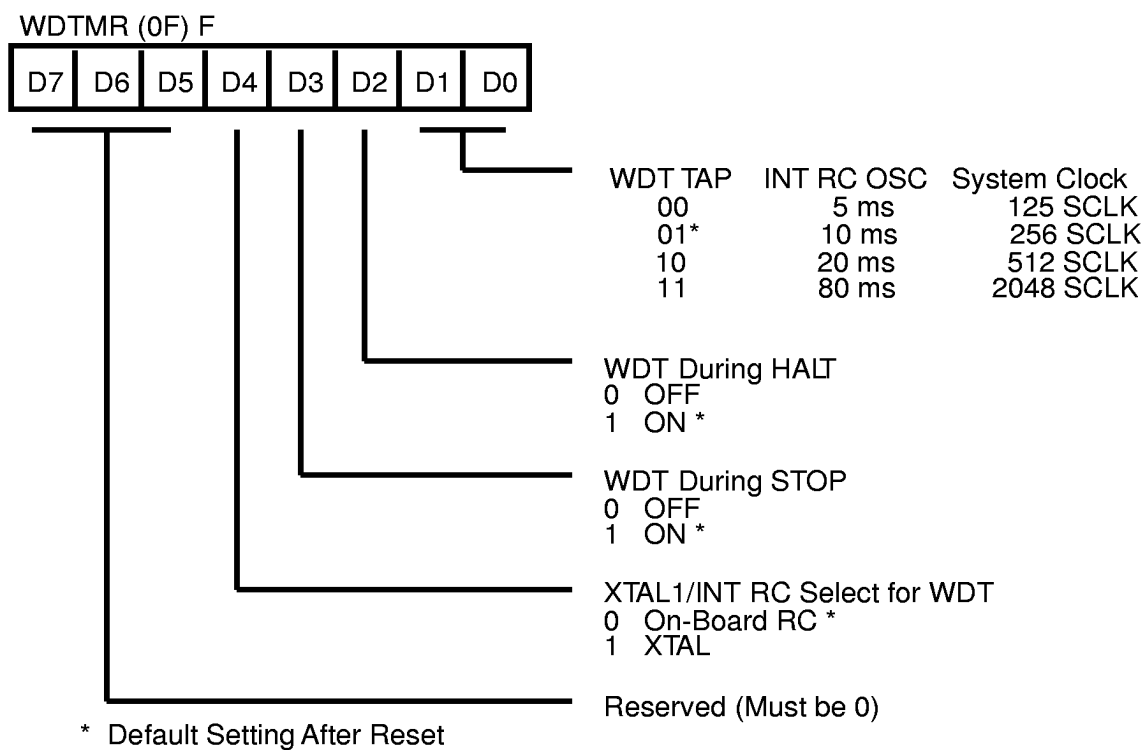 WDTMR (0F) F
D7 D6 D5 D4 D3 D2 D1 D0
WDT TAP INT RC OSC System Clock
00 5 ms 125 SCLK
01* 10 ms 256 SCLK
10 20 ms 512 SCLK
11 80 ms 2048 SCLK
WDT During HALT
0 OFF
1 ON *
WDT During STOP
0 OFF
1 ON *
XTAL1/INT RC Select for WDT
0 On-Board RC *
1 XTAL
Reserved (Must be 0)
* Default Setting After Reset